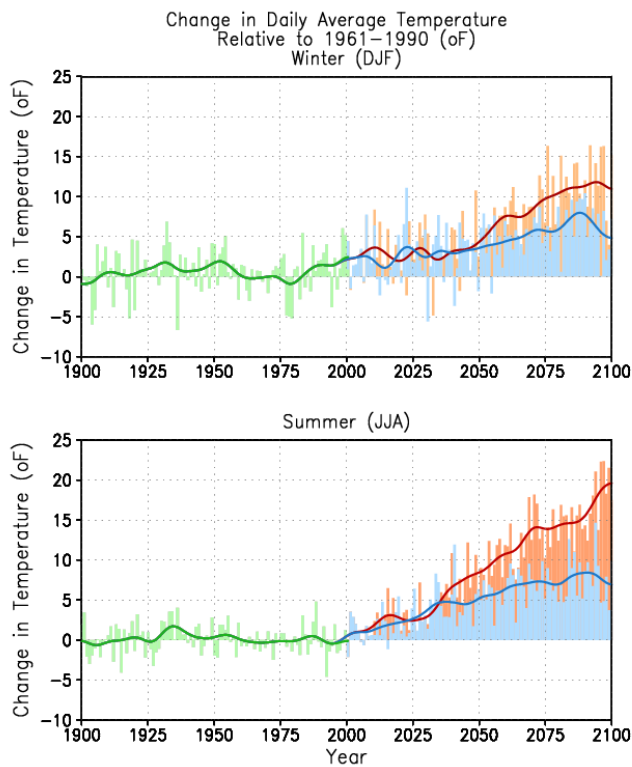 Change in Daily Average Temperature
Relative to 1961-1990 (oF)
Winter (DJF)
25
20
15
10
5
0
-5
-10
Change in Temperature (oF)
1900 1925 1950 1975 2000 2025 2050 2075 2100
Summer (JJA)
25
20
15
10
5
0
-5
-10
Change in Temperature (oF)
1900 1925 1950 1975 2000 2025 2050 2075 2100
Year